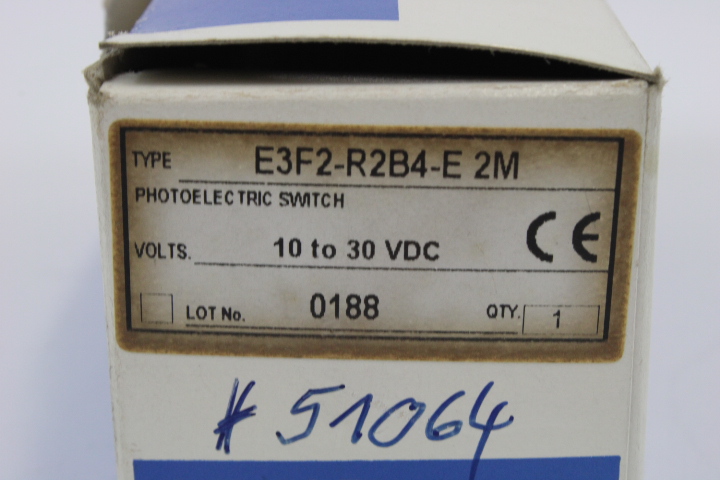 TYPE E3F2-R2B4-E 2M
PHOTOELECTRIC SWITCH
VOLTS. 10 to 30 VDC CE
LOT No. 0188 QTY. 1
# 51064